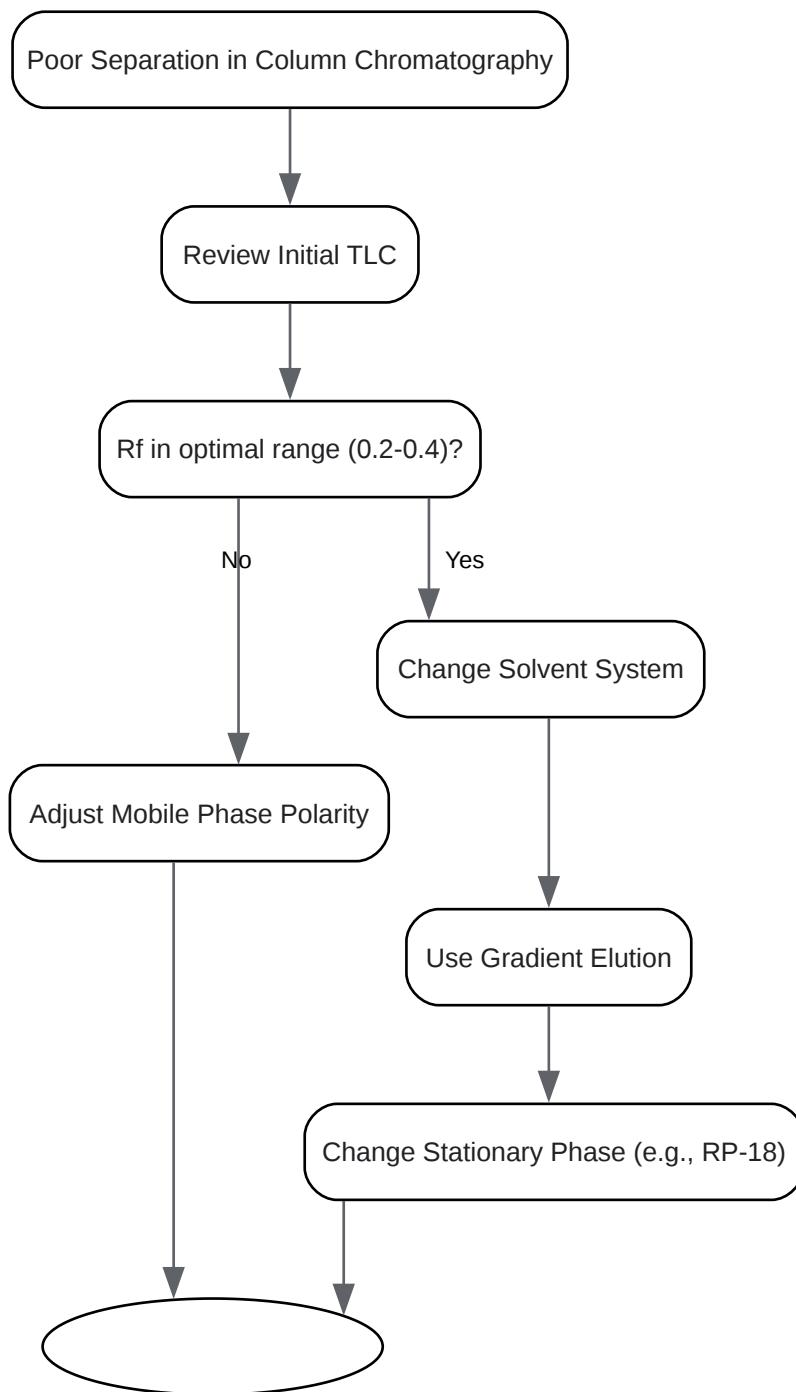 Poor Separation in Column Chromatography
Review Initial TLC
Rf in optimal range (0.2-0.4)?
No
Yes
Change Solvent System
Adjust Mobile Phase Polarity
Use Gradient Elution
Change Stationary Phase (e.g., RP-18)